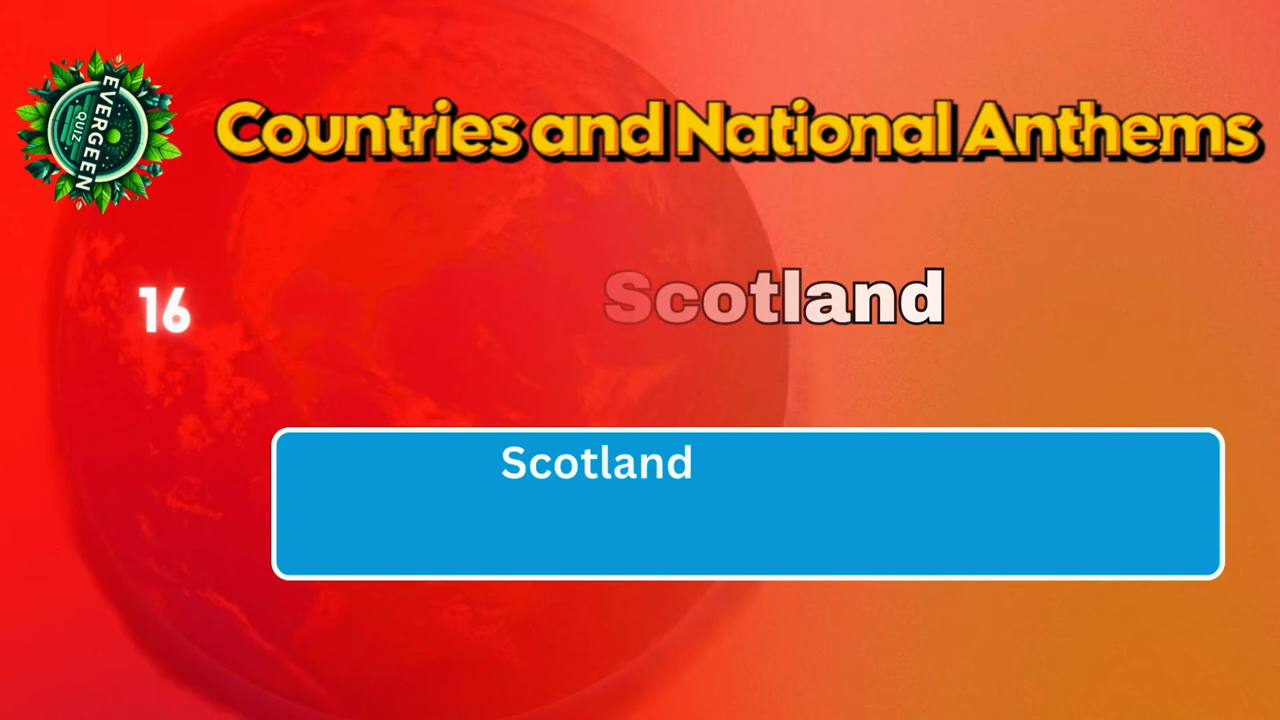 EVERGEEN
QUIZ
Countries and National Anthems
16
Scotland
Scotland